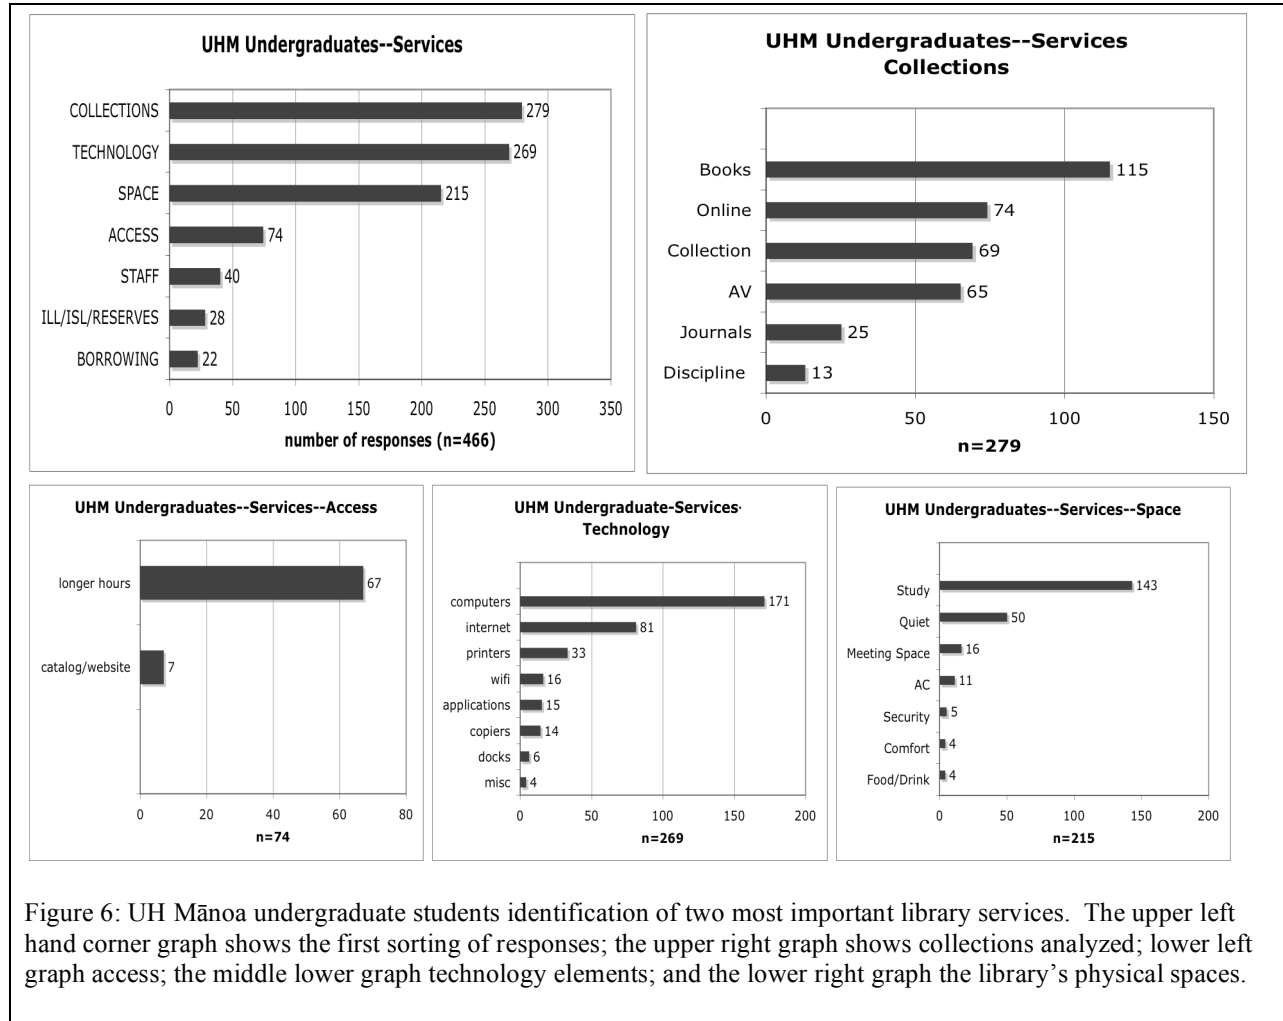 UHM Undergraduates--Services
COLLECTIONS 279
TECHNOLOGY 269
SPACE 215
ACCESS 74
STAFF 40
ILL/ISL/RESERVES 28
BORROWING 22
0 50 100 150 200 250 300 350
number of responses (n=466)
UHM Undergraduates--Services
Collections
Books 115
Online 74
Collection 69
AV 65
Journals 25
Discipline 13
0 50 100 150
n=279
UHM Undergraduates--Services--Access
longer hours 67
catalog/website 7
0 20 40 60 80
n=74
UHM Undergraduate-Services-
Technology
computers 171
internet 81
printers 33
wifi 16
applications 15
copiers 14
docks 6
misc 4
0 50 100 150 200
n=269
UHM Undergraduates--Services--Space
Study 143
Quiet 50
Meeting Space 16
AC 11
Security 5
Comfort 4
Food/Drink 4
0 50 100 150 200
n=215
Figure 6: UH Mānoa undergraduate students identification of two most important library services.  The upper left
hand corner graph shows the first sorting of responses; the upper right graph shows collections analyzed; lower left
graph access; the middle lower graph technology elements; and the lower right graph the library's physical spaces.